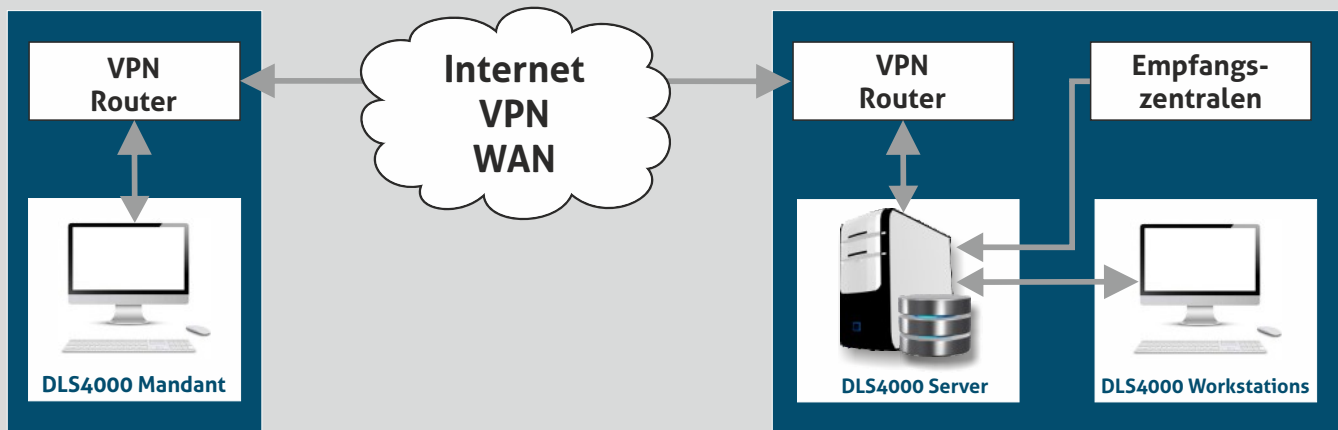 VPN
Router
Internet
VPN
WAN
VPN
Router
Empfangs-
zentralen
DLS4000 Mandant
DLS4000 Server
DLS4000 Workstations